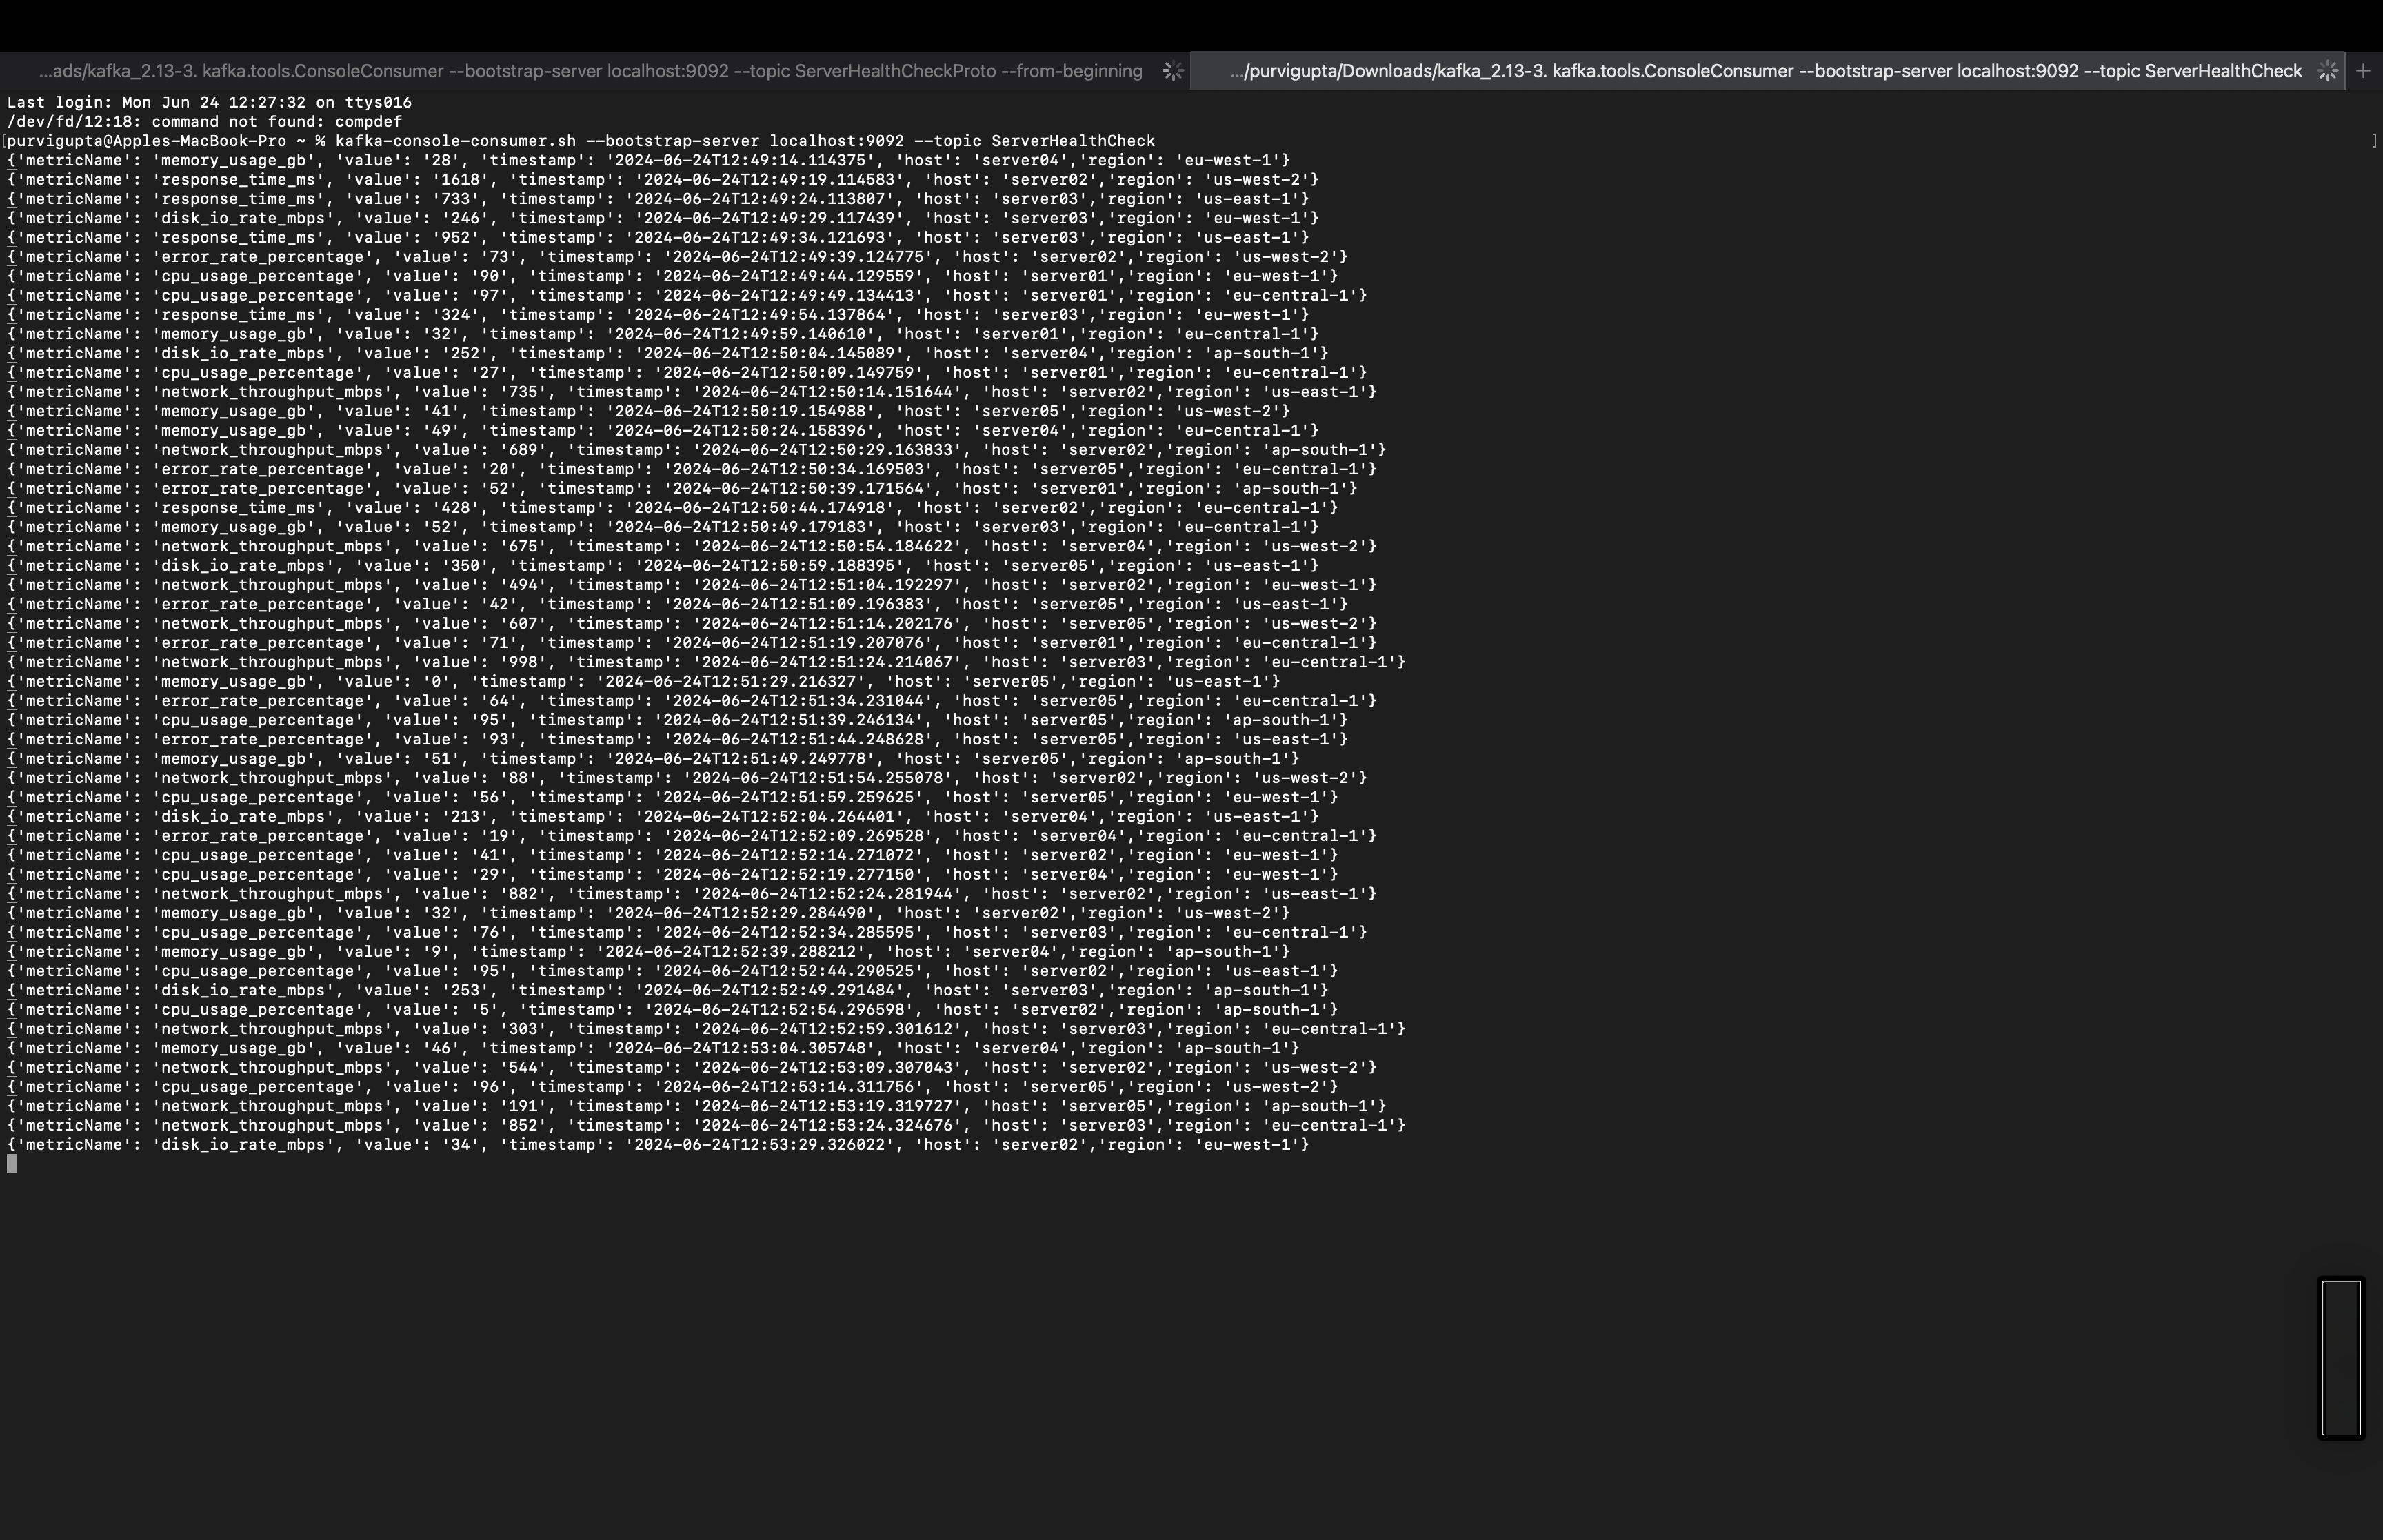 ...ads/kafka_2.13-3. kafka.tools.ConsoleConsumer --bootstrap-server localhost:9092 --topic ServerHealthCheckProto --from-beginning
.../purvigupta/Downloads/kafka_2.13-3. kafka.tools.ConsoleConsumer --bootstrap-server localhost:9092 --topic ServerHealthCheck
Last login: Mon Jun 24 12:27:32 on ttys016
/dev/fd/12:18: command not found: compdef
[purvigupta@Apples-MacBook-Pro ~ % kafka-console-consumer.sh --bootstrap-server localhost:9092 --topic ServerHealthCheck ]
{'metricName': 'memory_usage_gb', 'value': '28', 'timestamp': '2024-06-24T12:49:14.114375', 'host': 'server04','region': 'eu-west-1'}
{'metricName': 'response_time_ms', 'value': '1618', 'timestamp': '2024-06-24T12:49:19.114583', 'host': 'server02','region': 'us-west-2'}
{'metricName': 'response_time_ms', 'value': '733', 'timestamp': '2024-06-24T12:49:24.113807', 'host': 'server03','region': 'us-east-1'}
{'metricName': 'disk_io_rate_mbps', 'value': '246', 'timestamp': '2024-06-24T12:49:29.117439', 'host': 'server03','region': 'eu-west-1'}
{'metricName': 'response_time_ms', 'value': '952', 'timestamp': '2024-06-24T12:49:34.121693', 'host': 'server03','region': 'us-east-1'}
{'metricName': 'error_rate_percentage', 'value': '73', 'timestamp': '2024-06-24T12:49:39.124775', 'host': 'server02','region': 'us-west-2'}
{'metricName': 'cpu_usage_percentage', 'value': '90', 'timestamp': '2024-06-24T12:49:44.129559', 'host': 'server01','region': 'eu-west-1'}
{'metricName': 'cpu_usage_percentage', 'value': '97', 'timestamp': '2024-06-24T12:49:49.134413', 'host': 'server01','region': 'eu-central-1'}
{'metricName': 'response_time_ms', 'value': '324', 'timestamp': '2024-06-24T12:49:54.137864', 'host': 'server03','region': 'eu-west-1'}
{'metricName': 'memory_usage_gb', 'value': '32', 'timestamp': '2024-06-24T12:49:59.140610', 'host': 'server01','region': 'eu-central-1'}
{'metricName': 'disk_io_rate_mbps', 'value': '252', 'timestamp': '2024-06-24T12:50:04.145089', 'host': 'server04','region': 'ap-south-1'}
{'metricName': 'cpu_usage_percentage', 'value': '27', 'timestamp': '2024-06-24T12:50:09.149759', 'host': 'server01','region': 'eu-central-1'}
{'metricName': 'network_throughput_mbps', 'value': '735', 'timestamp': '2024-06-24T12:50:14.151644', 'host': 'server02','region': 'us-east-1'}
{'metricName': 'memory_usage_gb', 'value': '41', 'timestamp': '2024-06-24T12:50:19.154988', 'host': 'server05','region': 'us-west-2'}
{'metricName': 'memory_usage_gb', 'value': '49', 'timestamp': '2024-06-24T12:50:24.158396', 'host': 'server04','region': 'eu-central-1'}
{'metricName': 'network_throughput_mbps', 'value': '689', 'timestamp': '2024-06-24T12:50:29.163833', 'host': 'server02','region': 'ap-south-1'}
{'metricName': 'error_rate_percentage', 'value': '20', 'timestamp': '2024-06-24T12:50:34.169503', 'host': 'server05','region': 'eu-central-1'}
{'metricName': 'error_rate_percentage', 'value': '52', 'timestamp': '2024-06-24T12:50:39.171564', 'host': 'server01','region': 'ap-south-1'}
{'metricName': 'response_time_ms', 'value': '428', 'timestamp': '2024-06-24T12:50:44.174918', 'host': 'server02','region': 'eu-central-1'}
{'metricName': 'memory_usage_gb', 'value': '52', 'timestamp': '2024-06-24T12:50:49.179183', 'host': 'server03','region': 'eu-central-1'}
{'metricName': 'network_throughput_mbps', 'value': '675', 'timestamp': '2024-06-24T12:50:54.184622', 'host': 'server04','region': 'us-west-2'}
{'metricName': 'disk_io_rate_mbps', 'value': '350', 'timestamp': '2024-06-24T12:50:59.188395', 'host': 'server05','region': 'us-east-1'}
{'metricName': 'network_throughput_mbps', 'value': '494', 'timestamp': '2024-06-24T12:51:04.192297', 'host': 'server02','region': 'eu-west-1'}
{'metricName': 'error_rate_percentage', 'value': '42', 'timestamp': '2024-06-24T12:51:09.196383', 'host': 'server05','region': 'us-east-1'}
{'metricName': 'network_throughput_mbps', 'value': '607', 'timestamp': '2024-06-24T12:51:14.202176', 'host': 'server05','region': 'us-west-2'}
{'metricName': 'error_rate_percentage', 'value': '71', 'timestamp': '2024-06-24T12:51:19.207076', 'host': 'server01','region': 'eu-central-1'}
{'metricName': 'network_throughput_mbps', 'value': '998', 'timestamp': '2024-06-24T12:51:24.214067', 'host': 'server03','region': 'eu-central-1'}
{'metricName': 'memory_usage_gb', 'value': '0', 'timestamp': '2024-06-24T12:51:29.216327', 'host': 'server05','region': 'us-east-1'}
{'metricName': 'error_rate_percentage', 'value': '64', 'timestamp': '2024-06-24T12:51:34.231044', 'host': 'server05','region': 'eu-central-1'}
{'metricName': 'cpu_usage_percentage', 'value': '95', 'timestamp': '2024-06-24T12:51:39.246134', 'host': 'server05','region': 'ap-south-1'}
{'metricName': 'error_rate_percentage', 'value': '93', 'timestamp': '2024-06-24T12:51:44.248628', 'host': 'server05','region': 'us-east-1'}
{'metricName': 'memory_usage_gb', 'value': '51', 'timestamp': '2024-06-24T12:51:49.249778', 'host': 'server05','region': 'ap-south-1'}
{'metricName': 'network_throughput_mbps', 'value': '88', 'timestamp': '2024-06-24T12:51:54.255078', 'host': 'server02','region': 'us-west-2'}
{'metricName': 'cpu_usage_percentage', 'value': '56', 'timestamp': '2024-06-24T12:51:59.259625', 'host': 'server05','region': 'eu-west-1'}
{'metricName': 'disk_io_rate_mbps', 'value': '213', 'timestamp': '2024-06-24T12:52:04.264401', 'host': 'server04','region': 'us-east-1'}
{'metricName': 'error_rate_percentage', 'value': '19', 'timestamp': '2024-06-24T12:52:09.269528', 'host': 'server04','region': 'eu-central-1'}
{'metricName': 'cpu_usage_percentage', 'value': '41', 'timestamp': '2024-06-24T12:52:14.271072', 'host': 'server02','region': 'eu-west-1'}
{'metricName': 'cpu_usage_percentage', 'value': '29', 'timestamp': '2024-06-24T12:52:19.277150', 'host': 'server04','region': 'eu-west-1'}
{'metricName': 'network_throughput_mbps', 'value': '882', 'timestamp': '2024-06-24T12:52:24.281944', 'host': 'server02','region': 'us-east-1'}
{'metricName': 'memory_usage_gb', 'value': '32', 'timestamp': '2024-06-24T12:52:29.284490', 'host': 'server02','region': 'us-west-2'}
{'metricName': 'cpu_usage_percentage', 'value': '76', 'timestamp': '2024-06-24T12:52:34.285595', 'host': 'server03','region': 'eu-central-1'}
{'metricName': 'memory_usage_gb', 'value': '9', 'timestamp': '2024-06-24T12:52:39.288212', 'host': 'server04','region': 'ap-south-1'}
{'metricName': 'cpu_usage_percentage', 'value': '95', 'timestamp': '2024-06-24T12:52:44.290525', 'host': 'server02','region': 'us-east-1'}
{'metricName': 'disk_io_rate_mbps', 'value': '253', 'timestamp': '2024-06-24T12:52:49.291484', 'host': 'server03','region': 'ap-south-1'}
{'metricName': 'cpu_usage_percentage', 'value': '5', 'timestamp': '2024-06-24T12:52:54.296598', 'host': 'server02','region': 'ap-south-1'}
{'metricName': 'network_throughput_mbps', 'value': '303', 'timestamp': '2024-06-24T12:52:59.301612', 'host': 'server03','region': 'eu-central-1'}
{'metricName': 'memory_usage_gb', 'value': '46', 'timestamp': '2024-06-24T12:53:04.305748', 'host': 'server04','region': 'ap-south-1'}
{'metricName': 'network_throughput_mbps', 'value': '544', 'timestamp': '2024-06-24T12:53:09.307043', 'host': 'server02','region': 'us-west-2'}
{'metricName': 'cpu_usage_percentage', 'value': '96', 'timestamp': '2024-06-24T12:53:14.311756', 'host': 'server05','region': 'us-west-2'}
{'metricName': 'network_throughput_mbps', 'value': '191', 'timestamp': '2024-06-24T12:53:19.319727', 'host': 'server05','region': 'ap-south-1'}
{'metricName': 'network_throughput_mbps', 'value': '852', 'timestamp': '2024-06-24T12:53:24.324676', 'host': 'server03','region': 'eu-central-1'}
{'metricName': 'disk_io_rate_mbps', 'value': '34', 'timestamp': '2024-06-24T12:53:29.326022', 'host': 'server02','region': 'eu-west-1'}